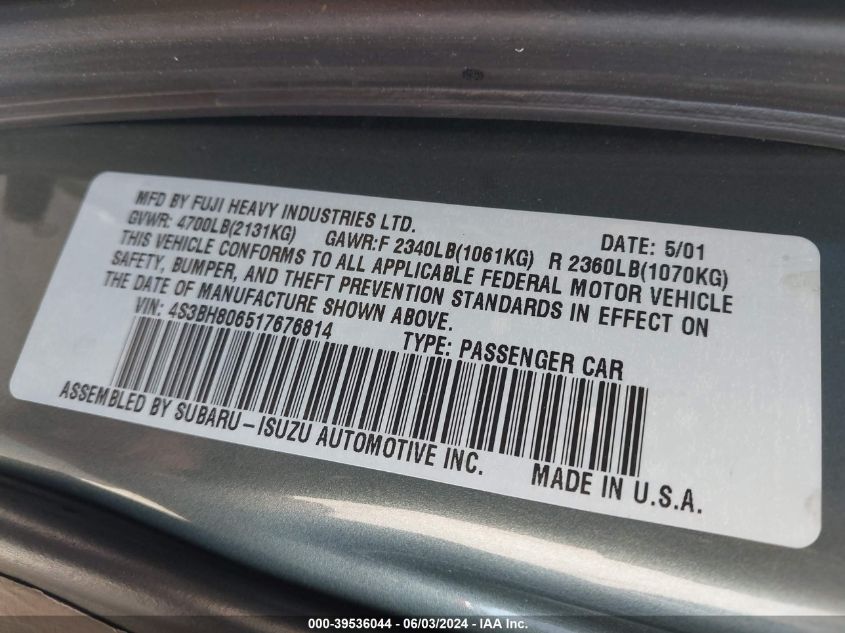 MFD BY FUJI HEAVY INDUSTRIES LTD. DATE: 5/01
GVWR: 4700LB(2131KG) GAWR:F 2340LB(1061KG) R 2360LB(1070KG)
THIS VEHICLE CONFORMS TO ALL APPLICABLE FEDERAL MOTOR VEHICLE
SAFETY, BUMPER, AND THEFT PREVENTION STANDARDS IN EFFECT ON
THE DATE OF MANUFACTURE SHOWN ABOVE.
VIN: 4S3BH806517676814 TYPE: PASSENGER CAR
ASSEMBLED BY SUBARU-ISUZU AUTOMOTIVE INC. MADE IN U.S.A.
000-39536044 - 06/03/2024 - IAA Inc.